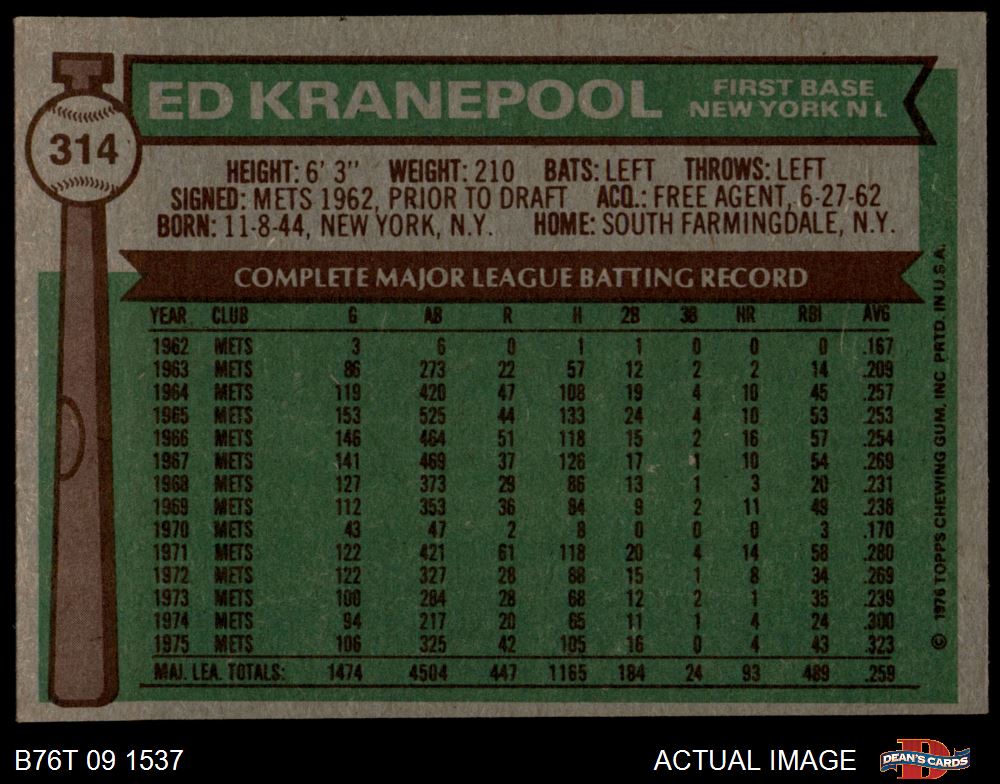 ED KRANEPOOL
FIRST BASE
NEW YORK N L
314
HEIGHT: 6' 3" WEIGHT: 210 BATS: LEFT THROWS: LEFT
SIGNED: METS 1962, PRIOR TO DRAFT ACQ.: FREE AGENT, 6-27-62
BORN: 11-8-44, NEW YORK, N.Y. HOME: SOUTH FARMINGDALE, N.Y.
COMPLETE MAJOR LEAGUE BATTING RECORD
YEAR CLUB G AB R H 2B 3B HR RBI AVG
1962 METS 3 6 0 1 1 0 0 0 .167
1963 METS 86 273 22 57 12 2 2 14 .209
1964 METS 119 420 47 108 19 4 10 45 .257
1965 METS 153 525 44 133 24 4 10 53 .253
1966 METS 146 464 51 118 15 2 16 57 .254
1967 METS 141 469 37 126 17 1 10 54 .269
1968 METS 127 373 29 86 13 1 3 20 .231
1969 METS 112 353 36 84 9 2 11 49 .238
1970 METS 43 47 2 8 0 0 0 3 .170
1971 METS 122 421 61 118 20 4 14 58 .280
1972 METS 122 327 28 88 15 1 8 34 .269
1973 METS 100 284 28 68 12 2 1 35 .239
1974 METS 94 217 20 65 11 1 4 24 .300
1975 METS 106 325 42 105 16 0 4 43 .323
MAJ. LEA. TOTALS: 1474 4504 447 1165 184 24 93 489 .259
© 1976 TOPPS CHEWING GUM, INC PRTD. IN U.S.A.
B76T 09 1537
ACTUAL IMAGE
DEAN'S CARDS